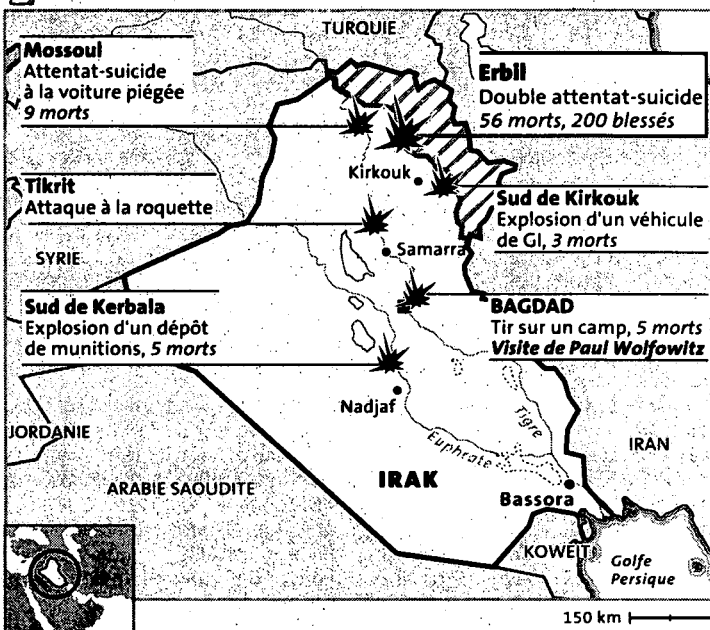 TURQUIE
Mossoul
Attentat-suicide
à la voiture piégée
9 morts
Erbil
Double attentat-suicide
56 morts, 200 blessés
Kirkouk
Tikrit
Attaque à la roquette
Sud de Kirkouk
Explosion d'un véhicule
de GI, 3 morts
Samarra
SYRIE
Sud de Kerbala
Explosion d'un dépôt
de munitions, 5 morts
BAGDAD
Tir sur un camp, 5 morts
Visite de Paul Wolfowitz
Nadjaf
Tigre
JORDANIE
Euphrate
IRAN
IRAK
ARABIE SAOUDITE
Bassora
KOWEÏT
Golfe
Persique
150 km